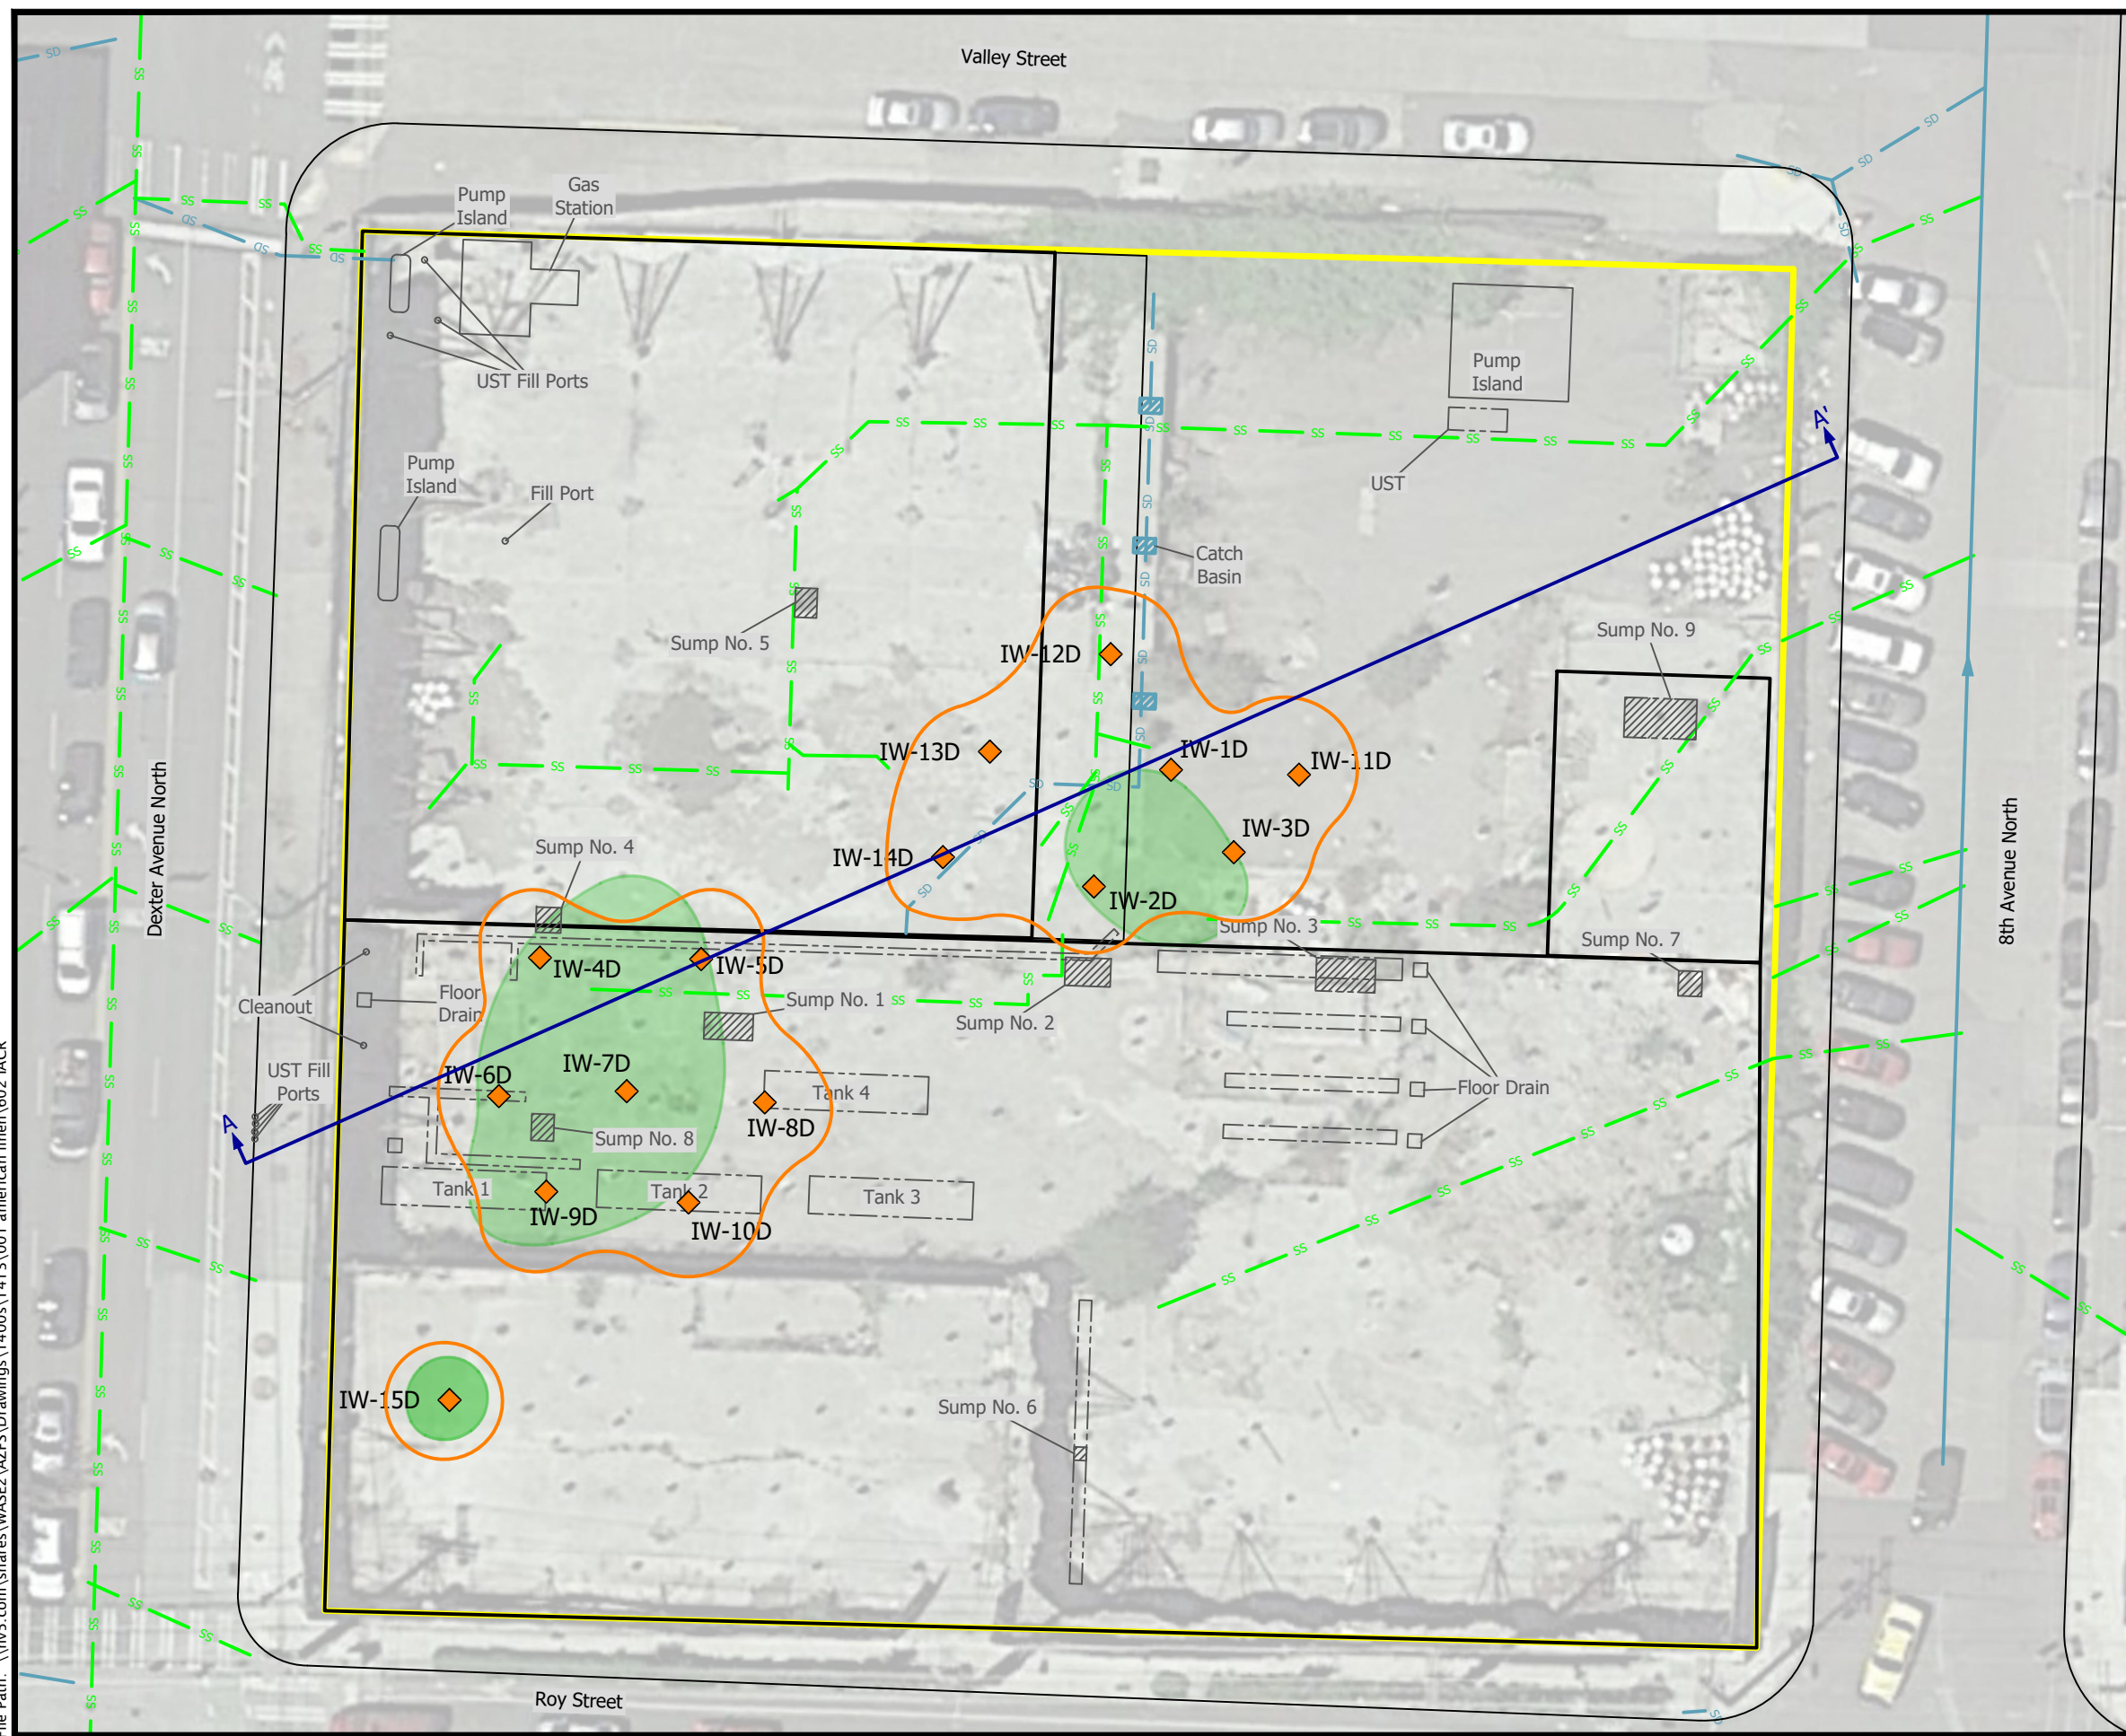 Valley Street
Pump
Island
Gas
Station
UST Fill Ports
Pump
Island
Pump
Island
Fill Port
UST
A'
Catch
Basin
Sump No. 5
Sump No. 9
IW-12D
IW-13D
IW-1D
IW-11D
IW-3D
IW-14D
IW-2D
Sump No. 4
Dexter Avenue North
8th Avenue North
Sump No. 3
Sump No. 7
IW-4D
IW-5D
Floor
Drain
Cleanout
Sump No. 1
Sump No. 2
UST Fill
Ports
IW-6D
IW-7D
Tank 4
Floor Drain
A
IW-8D
Sump No. 8
Tank 1
Tank 2
Tank 3
IW-9D
IW-10D
IW-15D
Sump No. 6
Roy Street
SS
SD